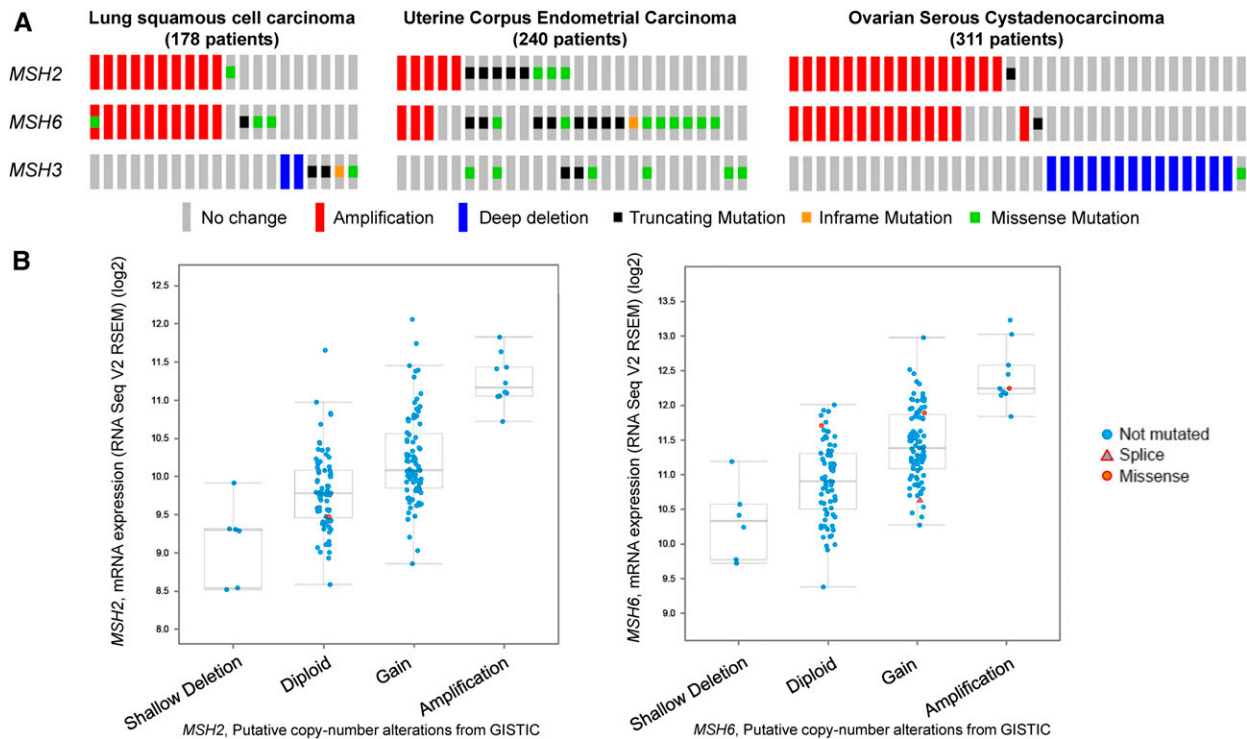 A
Lung squamous cell carcinoma
(178 patients)
Uterine Corpus Endometrial Carcinoma
(240 patients)
Ovarian Serous Cystadenocarcinoma
(311 patients)
MSH2
MSH6
MSH3
No change
Amplification
Deep deletion
Truncating Mutation
Inframe Mutation
Missense Mutation
B
MSH2, mRNA expression (RNA Seq V2 RSEM) (log2)
12.5
12.0
11.5
11.0
10.5
10.0
9.5
9.0
8.5
8.0
Shallow Deletion
Diploid
Gain
Amplification
MSH2, Putative copy-number alterations from GISTIC
MSH6, mRNA expression (RNA Seq V2 RSEM) (log2)
13.5
13.0
12.5
12.0
11.5
11.0
10.5
10.0
9.5
9.0
Shallow Deletion
Diploid
Gain
Amplification
MSH6, Putative copy-number alterations from GISTIC
Not mutated
Splice
Missense